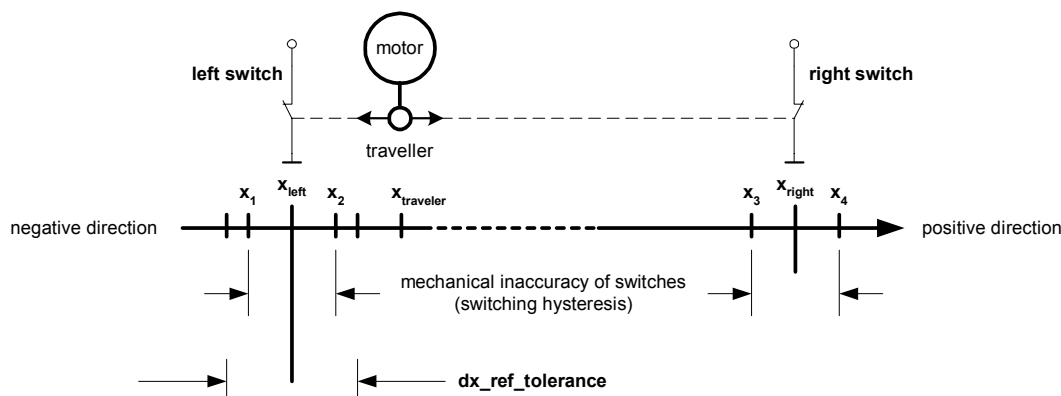 motor
left switch
right switch
traveller
x1
xleft
x2
xtraveler
x3
xright
x4
negative direction
positive direction
mechanical inaccuracy of switches
(switching hysteresis)
dx_ref_tolerance